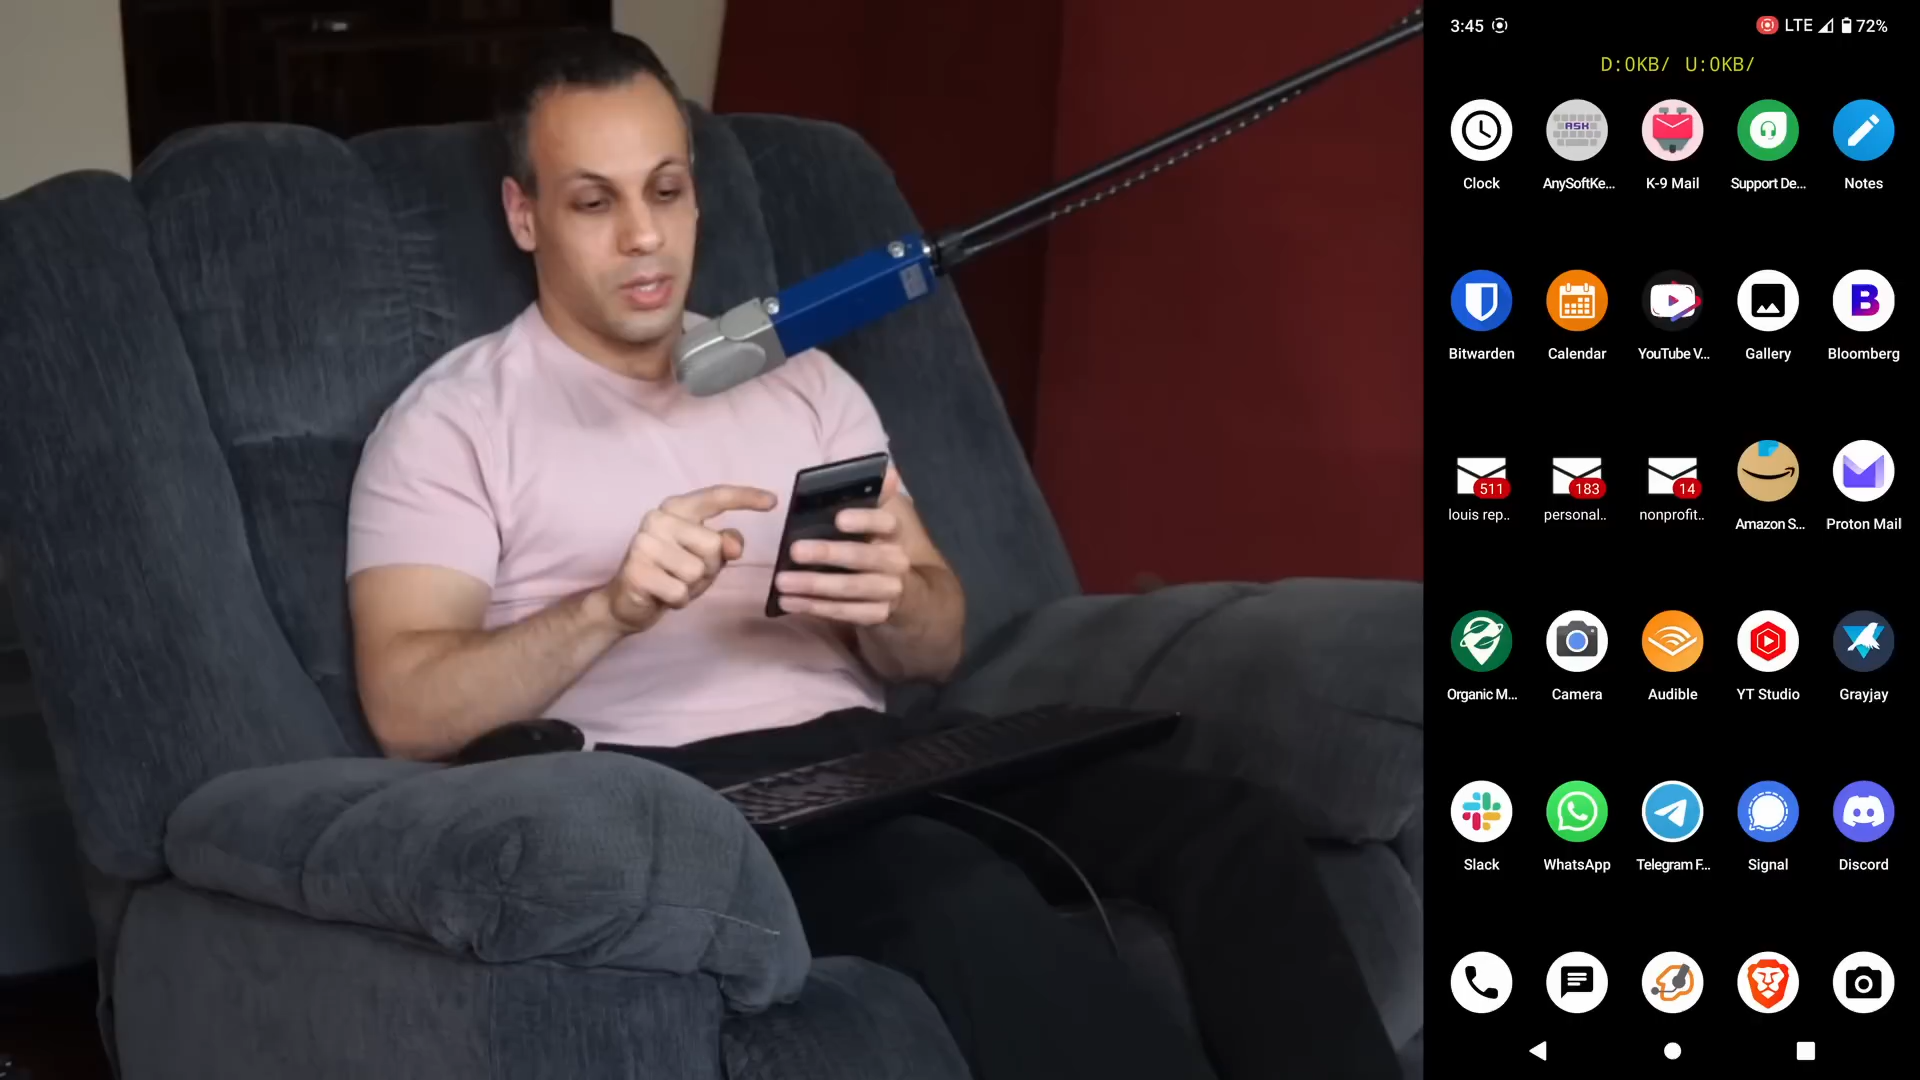 3:45 LTE 72%
D:0KB/ U:0KB/
ASK
Clock AnySoftKe... K-9 Mail Support De... Notes
B
Bitwarden Calendar YouTube V... Gallery Bloomberg
511 183 14
louis rep.. personal.. nonprofit.. Amazon S... Proton Mail
Organic M... Camera Audible YT Studio Grayjay
Slack WhatsApp Telegram F... Signal Discord